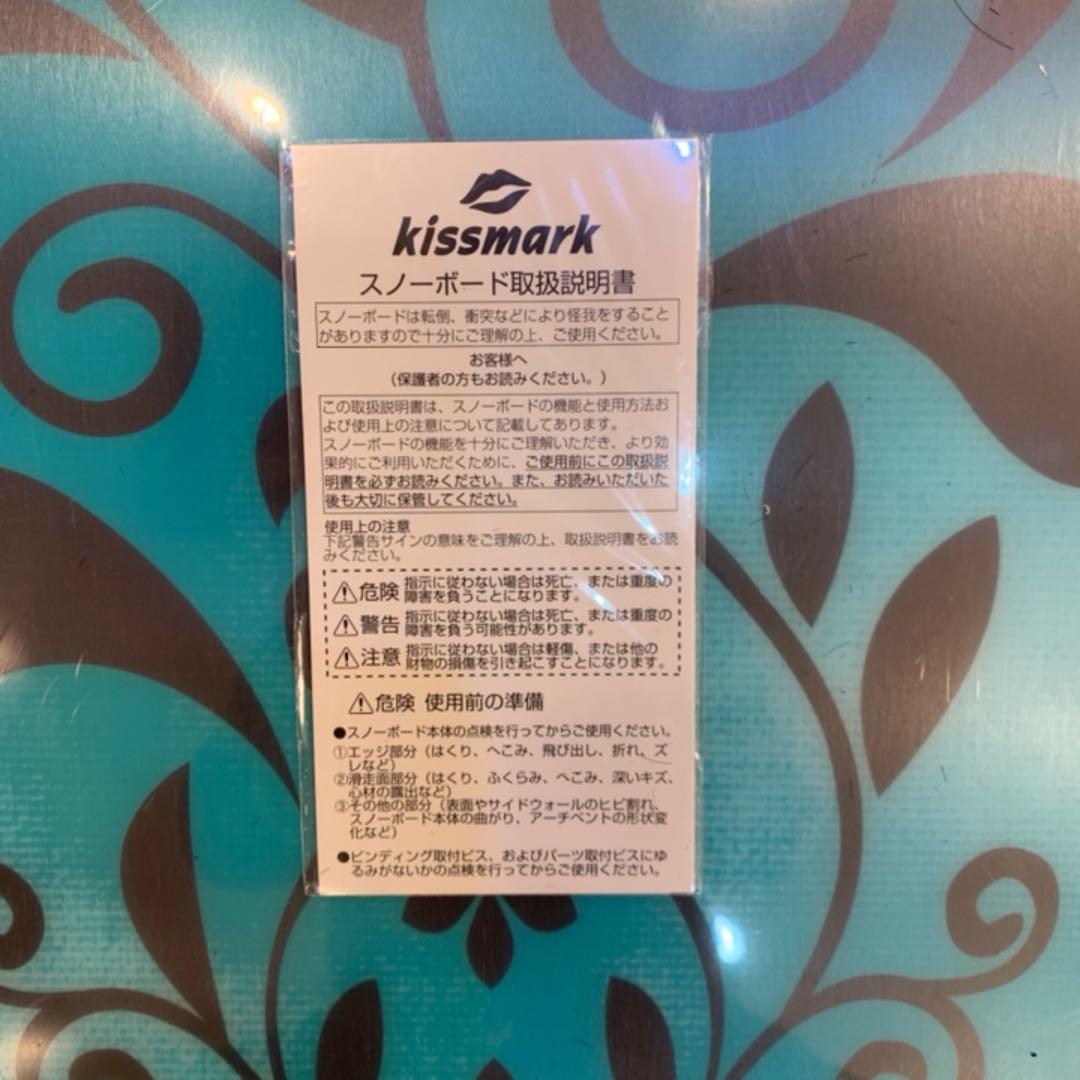 kissmark
スノーボード取扱説明書
スノーボードは転倒、衝突などにより怪我をすること
がありますので十分にご理解の上、ご使用ください。
お客様へ
（保護者の方もお読みください。）
この取扱説明書は、スノーボードの機能と使用方法お
よび使用上の注意について記載してあります。
スノーボードの機能を十分にご理解いただき、より効
果的にご利用いただくために、ご使用前にこの取扱説
明書を必ずお読みください。また、お読みいただいた
後も大切に保管してください。
使用上の注意
下記警告サインの意味をご理解の上、取扱説明書をお読
みください。
⚠危険 指示に従わない場合は死亡、または重度の
障害を負うことになります。
⚠警告 指示に従わない場合は死亡、または重度の
障害を負う可能性があります。
⚠注意 指示に従わない場合は軽傷、または他の
財物の損傷を引き起こすことになります。
⚠危険 使用前の準備
●スノーボード本体の点検を行ってからご使用ください。
①エッジ部分（はくり、へこみ、飛び出し、折れ、ズ
レなど）
②滑走面部分（はくり、ふくらみ、へこみ、深いキズ、
心材の露出など）
③その他の部分（表面やサイドウォールのヒビ割れ、
スノーボード本体の曲がり、アーチベントの形状変
化など）
●ビンディング取付ビス、およびパーツ取付ビスにゆ
るみがないかの点検を行ってからご使用ください。